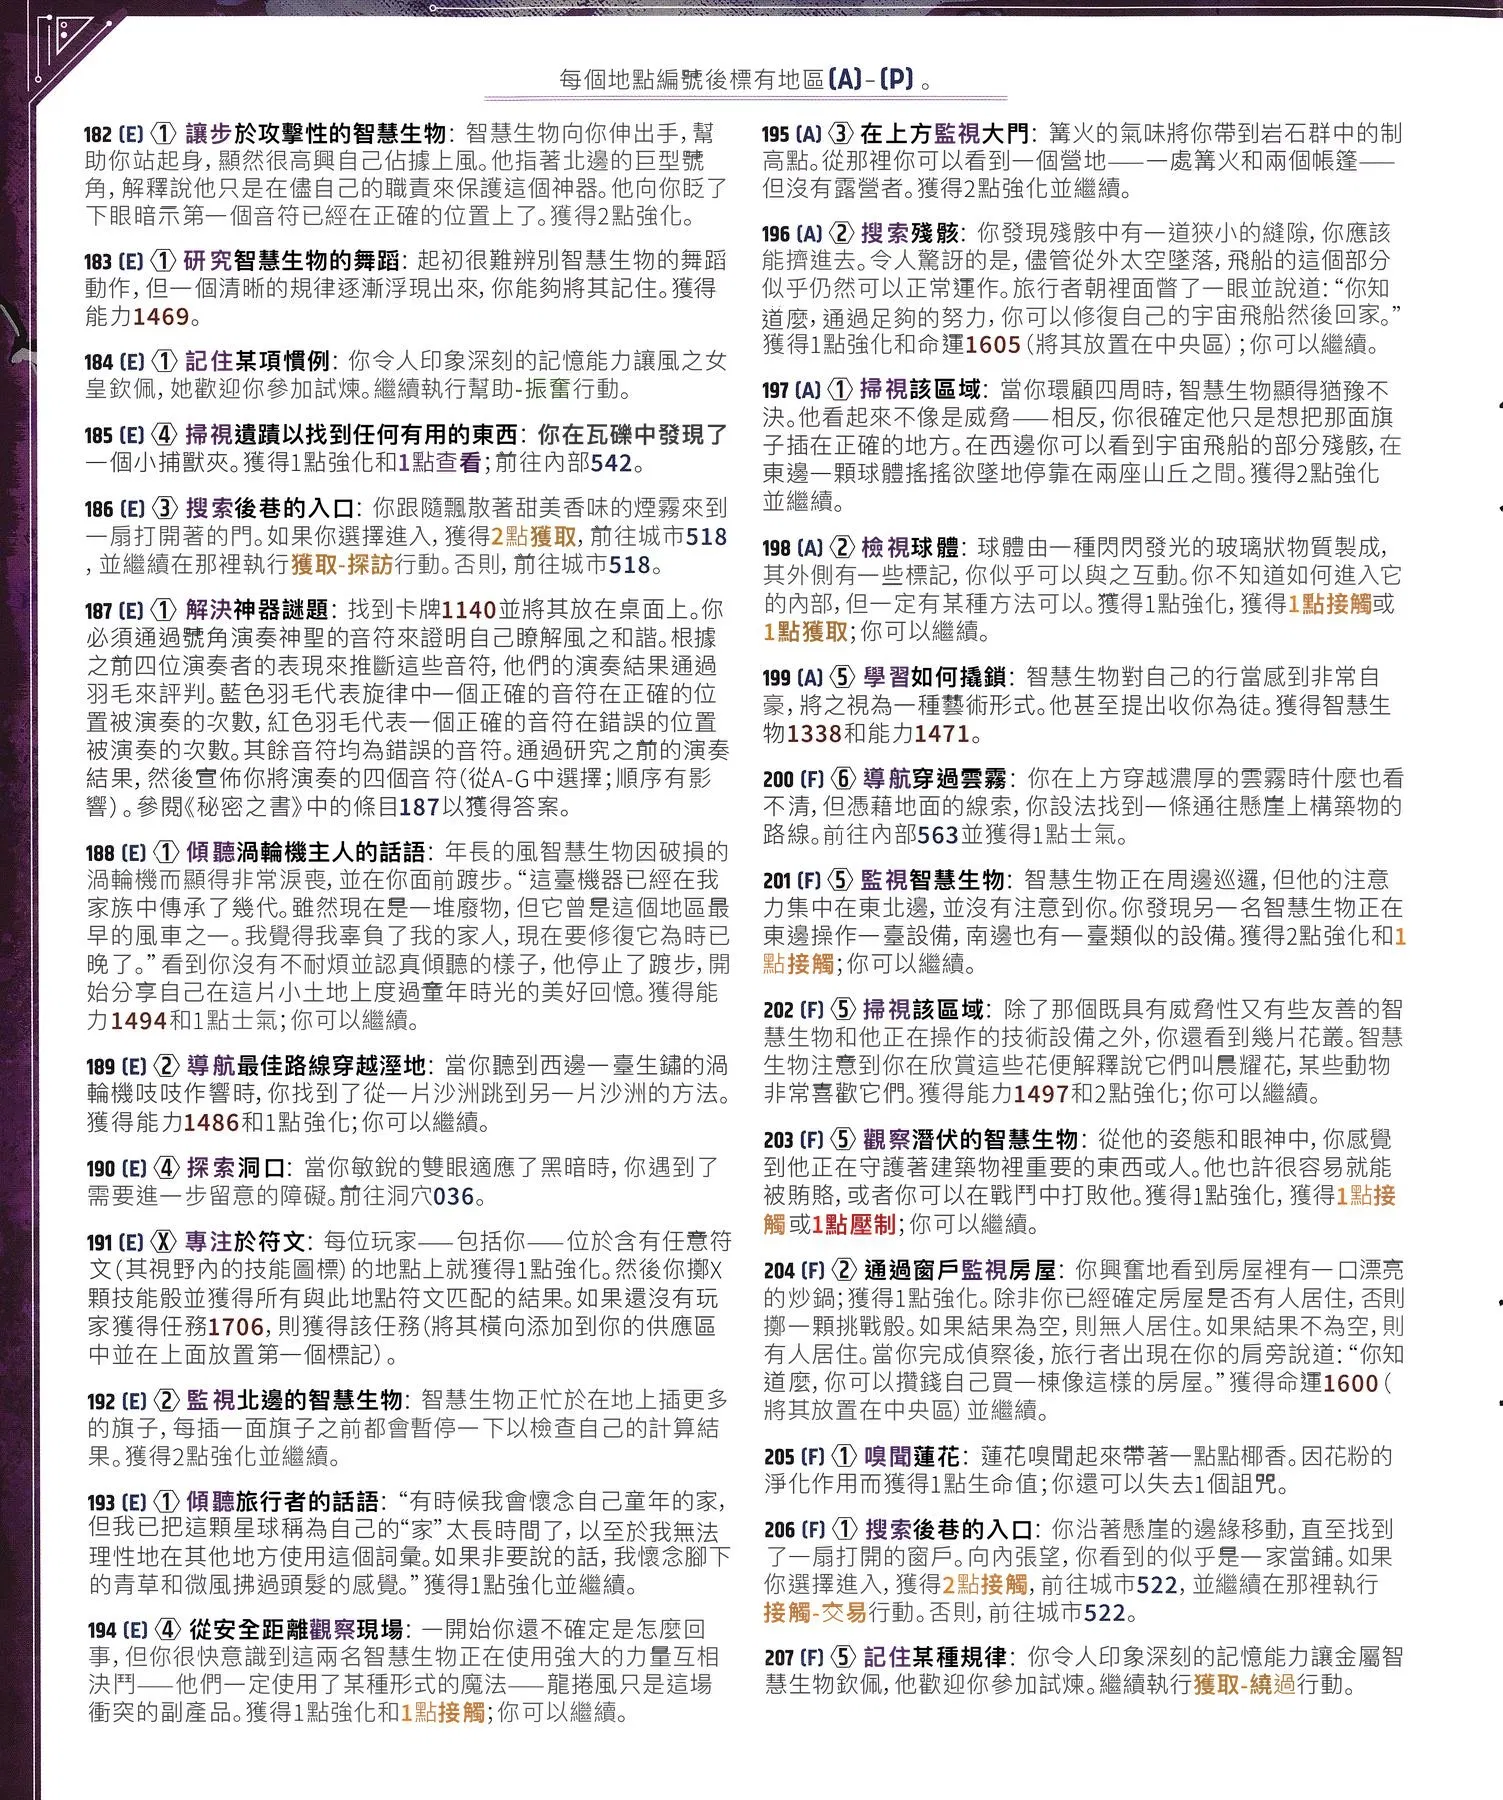 每個地點編號後標有地區(A)-(P)。
182 (E) ① 讓步於攻擊性的智慧生物：智慧生物向你伸出手，幫
助你站起身，顯然很高興自己佔據上風。他指著北邊的巨型號
角，解釋說他只是在儘自己的職責來保護這個神器。他向你眨了
下眼暗示第一個音符已經在正確的位置上了。獲得2點強化。
183 (E) ① 研究智慧生物的舞蹈：起初很難辨別智慧生物的舞蹈
動作，但一個清晰的規律逐漸浮現出來，你能夠將其記住。獲得
能力1469。
184 (E) ① 記住某項慣例：你令人印象深刻的記憶能力讓風之女
皇欽佩，她歡迎你參加試煉。繼續執行幫助-振奮行動。
185 (E) ④ 掃視遺蹟以找到任何有用的東西：你在瓦礫中發現了
一個小捕獸夾。獲得1點強化和1點查看；前往內部542。
186 (E) ③ 搜索後巷的入口：你跟隨飄散著甜美香味的煙霧來到
一扇打開著的門。如果你選擇進入，獲得2點獲取，前往城市518
，並繼續在那裡執行獲取-探訪行動。否則，前往城市518。
187 (E) ① 解決神器謎題：找到卡牌1140並將其放在桌面上。你
必須通過號角演奏神聖的音符來證明自己瞭解風之和諧。根據
之前四位演奏者的表現來推斷這些音符，他們的演奏結果通過
羽毛來評判。藍色羽毛代表旋律中一個正確的音符在正確的位
置被演奏的次數，紅色羽毛代表一個正確的音符在錯誤的位置
被演奏的次數。其餘音符均為錯誤的音符。通過研究之前的演奏
結果，然後宣佈你將演奏的四個音符(從A-G中選擇；順序有影
響)。參閱《秘密之書》中的條目187以獲得答案。
188 (E) ① 傾聽渦輪機主人的話語：年長的風智慧生物因破損的
渦輪機而顯得非常淚喪，並在你面前踱步。“這臺機器已經在我
家族中傳承了幾代。雖然現在是一堆廢物，但它曾是這個地區最
早的風車之一。我覺得我辜負了我的家人，現在要修復它為時已
晚了。”看到你沒有不耐煩並認真傾聽的樣子，他停止了踱步，開
始分享自己在這片小土地上度過童年時光的美好回憶。獲得能
力1494和1點士氣；你可以繼續。
189 (E) ② 導航最佳路線穿越溼地：當你聽到西邊一臺生鏽的渦
輪機吱吱作響時，你找到了從一片沙洲跳到另一片沙洲的方法。
獲得能力1486和1點強化；你可以繼續。
190 (E) ④ 探索洞口：當你敏銳的雙眼適應了黑暗時，你遇到了
需要進一步留意的障礙。前往洞穴036。
191 (E) Ⓧ 專注於符文：每位玩家——包括你——位於含有任意符
文(其視野內的技能圖標)的地點上就獲得1點強化。然後你擲X
顆技能骰並獲得所有與此地點符文匹配的結果。如果還沒有玩
家獲得任務1706，則獲得該任務(將其橫向添加到你的供應區
中並在上面放置第一個標記)。
192 (E) ② 監視北邊的智慧生物：智慧生物正忙於在地上插更多
的旗子，每插一面旗子之前都會暫停一下以檢查自己的計算結
果。獲得2點強化並繼續。
193 (E) ① 傾聽旅行者的話語：“有時候我會懷念自己童年的家，
但我已把這顆星球稱為自己的“家”太長時間了，以至於我無法
理性地在其他地方使用這個詞彙。如果非要說的話，我懷念腳下
的青草和微風拂過頭髮的感覺。”獲得1點強化並繼續。
194 (E) ④ 從安全距離觀察現場：一開始你還不確定是怎麼回
事，但你很快意識到這兩名智慧生物正在使用強大的力量互相
決鬥——他們一定使用了某種形式的魔法——龍捲風只是這場
衝突的副產品。獲得1點強化和1點接觸；你可以繼續。
195 (A) ③ 在上方監視大門：篝火的氣味將你帶到岩石群中的制
高點。從那裡你可以看到一個營地——一處篝火和兩個帳篷——
但沒有露營者。獲得2點強化並繼續。
196 (A) ② 搜索殘骸：你發現殘骸中有一道狹小的縫隙，你應該
能擠進去。令人驚訝的是，儘管從外太空墜落，飛船的這個部分
似乎仍然可以正常運作。旅行者朝裡面瞥了一眼並說道：“你知
道麼，通過足夠的努力，你可以修復自己的宇宙飛船然後回家。”
獲得1點強化和命運1605(將其放置在中央區)；你可以繼續。
197 (A) ① 掃視該區域：當你環顧四周時，智慧生物顯得猶豫不
決。他看起來不像是威脅——相反，你很確定他只是想把那面旗
子插在正確的地方。在西邊你可以看到宇宙飛船的部分殘骸，在
東邊一顆球體搖搖欲墜地停靠在兩座山丘之間。獲得2點強化
並繼續。
198 (A) ② 檢視球體：球體由一種閃閃發光的玻璃狀物質製成，
其外側有一些標記，你似乎可以與之互動。你不知道如何進入它
的內部，但一定有某種方法可以。獲得1點強化，獲得1點接觸或
1點獲取；你可以繼續。
199 (A) ⑤ 學習如何撬鎖：智慧生物對自己的行當感到非常自
豪，將之視為一種藝術形式。他甚至提出收你為徒。獲得智慧生
物1338和能力1471。
200 (F) ⑥ 導航穿過雲霧：你在上方穿越濃厚的雲霧時什麼也看
不清，但憑藉地面的線索，你設法找到一條通往懸崖上構築物的
路線。前往內部563並獲得1點士氣。
201 (F) ⑤ 監視智慧生物：智慧生物正在周邊巡邏，但他的注意
力集中在東北邊，並沒有注意到你。你發現另一名智慧生物正在
東邊操作一臺設備，南邊也有一臺類似的設備。獲得2點強化和1
點接觸；你可以繼續。
202 (F) ⑤ 掃視該區域：除了那個既具有威脅性又有些友善的智
慧生物和他正在操作的技術設備之外，你還看到幾片花叢。智慧
生物注意到你在欣賞這些花便解釋說它們叫晨耀花，某些動物
非常喜歡它們。獲得能力1497和2點強化；你可以繼續。
203 (F) ⑤ 觀察潛伏的智慧生物：從他的姿態和眼神中，你感覺
到他正在守護著建築物裡重要的東西或人。他也許很容易就能
被賄賂，或者你可以在戰鬥中打敗他。獲得1點強化，獲得1點接
觸或1點壓制；你可以繼續。
204 (F) ② 通過窗戶監視房屋：你興奮地看到房屋裡有一口漂亮
的炒鍋；獲得1點強化。除非你已經確定房屋是否有人居住，否則
擲一顆挑戰骰。如果結果為空，則無人居住。如果結果不為空，則
有人居住。當你完成偵察後，旅行者出現在你的肩旁說道：“你知
道麼，你可以攢錢自己買一棟像這樣的房屋。”獲得命運1600(
將其放置在中央區)並繼續。
205 (F) ① 嗅聞蓮花：蓮花嗅聞起來帶著一點點椰香。因花粉的
淨化作用而獲得1點生命值；你還可以失去1個詛咒。
206 (F) ① 搜索後巷的入口：你沿著懸崖的邊緣移動，直至找到
了一扇打開的窗戶。向內張望，你看到的似乎是一家當鋪。如果
你選擇進入，獲得2點接觸，前往城市522，並繼續在那裡執行
接觸-交易行動。否則，前往城市522。
207 (F) ⑤ 記住某種規律：你令人印象深刻的記憶能力讓金屬智
慧生物欽佩，他歡迎你參加試煉。繼續執行獲取-繞過行動。